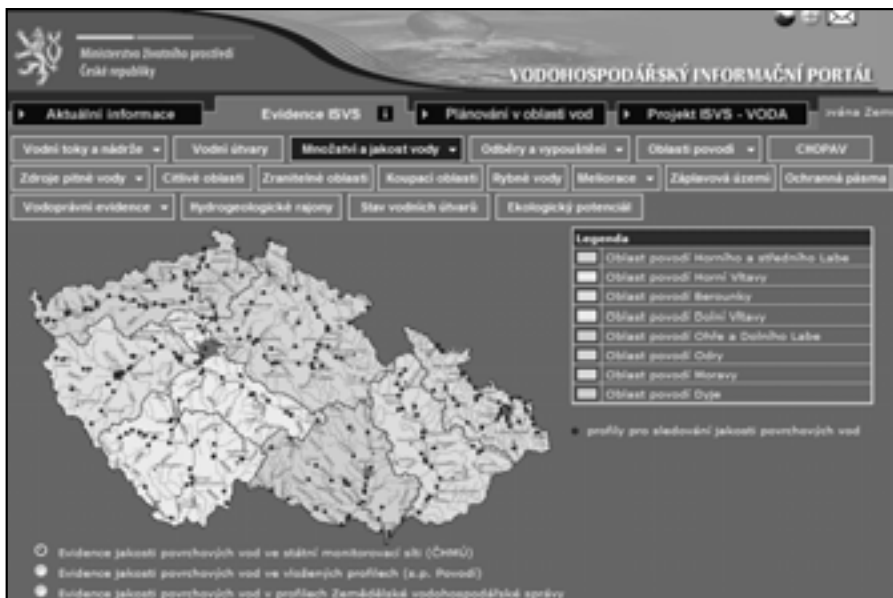 Ministerstvo životního prostředí
České republiky
VODOHOSPODÁŘSKÝ INFORMAČNÍ PORTÁL
Aktuální informace Evidence ISVS i Plánování v oblasti vod Projekt ISVS - VODA
Vodní toky a nádrže Vodní útvary Množství a jakost vody Odběry a vypouštění Oblasti povodí CHOPAV
Zdroje pitné vody Citlivé oblasti Zranitelné oblasti Koupací oblasti Rybné vody Meliorace Záplavová území Ochranná pásma
Vodoprávní evidence Hydrogeologické rajony Stav vodních útvarů Ekologický potenciál
Legenda
Oblast povodí Horního a středního Labe
Oblast povodí Horní Vltavy
Oblast povodí Berounky
Oblast povodí Dolní Vltavy
Oblast povodí Ohře a Dolního Labe
Oblast povodí Odry
Oblast povodí Moravy
Oblast povodí Dyje
profily pro sledování jakosti povrchových vod
Evidence jakosti povrchových vod ve státní monitorovací síti (ČHMÚ)
Evidence jakosti povrchových vod ve vložených profilech (s.p. Povodí)
Evidence jakosti povrchových vod v profilech Zemědělské vodohospodářské správy